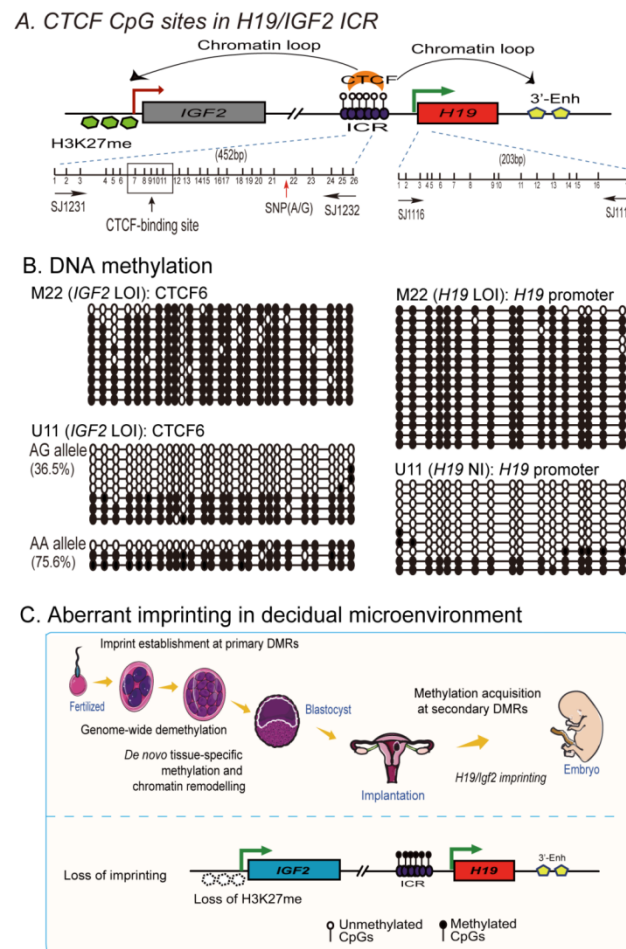 A. CTCF CpG sites in H19/IGF2 ICR
Chromatin loop
CTCF
Chromatin loop
IGF2
ICR
H19
3'-Enh
H3K27me
(452bp)
(203bp)
1 2 3 4 5 6 7 8 9 10 11 12 13 14 15 16 17 18 19 20 21 22 23 24 25 26
1 2 3 4 5 6 7 8 9 10 11 12 13 14 15 16
SJ1231
CTCF-binding site
SNP(A/G)
SJ1232
SJ1116
B. DNA methylation
M22 (IGF2 LOI): CTCF6
M22 (H19 LOI): H19 promoter
U11 (IGF2 LOI): CTCF6
AG allele
(36.5%)
U11 (H19 NI): H19 promoter
AA allele
(75.6%)
C. Aberrant imprinting in decidual microenvironment
Imprint establishment at primary DMRs
Fertilized
Genome-wide demethylation
Blastocyst
De novo tissue-specific
methylation and
chromatin remodelling
Implantation
Methylation acquisition
at secondary DMRs
H19/Igf2 imprinting
Embryo
Loss of imprinting
IGF2
ICR
H19
3'-Enh
Loss of H3K27me
Unmethylated
CpGs
Methylated
CpGs